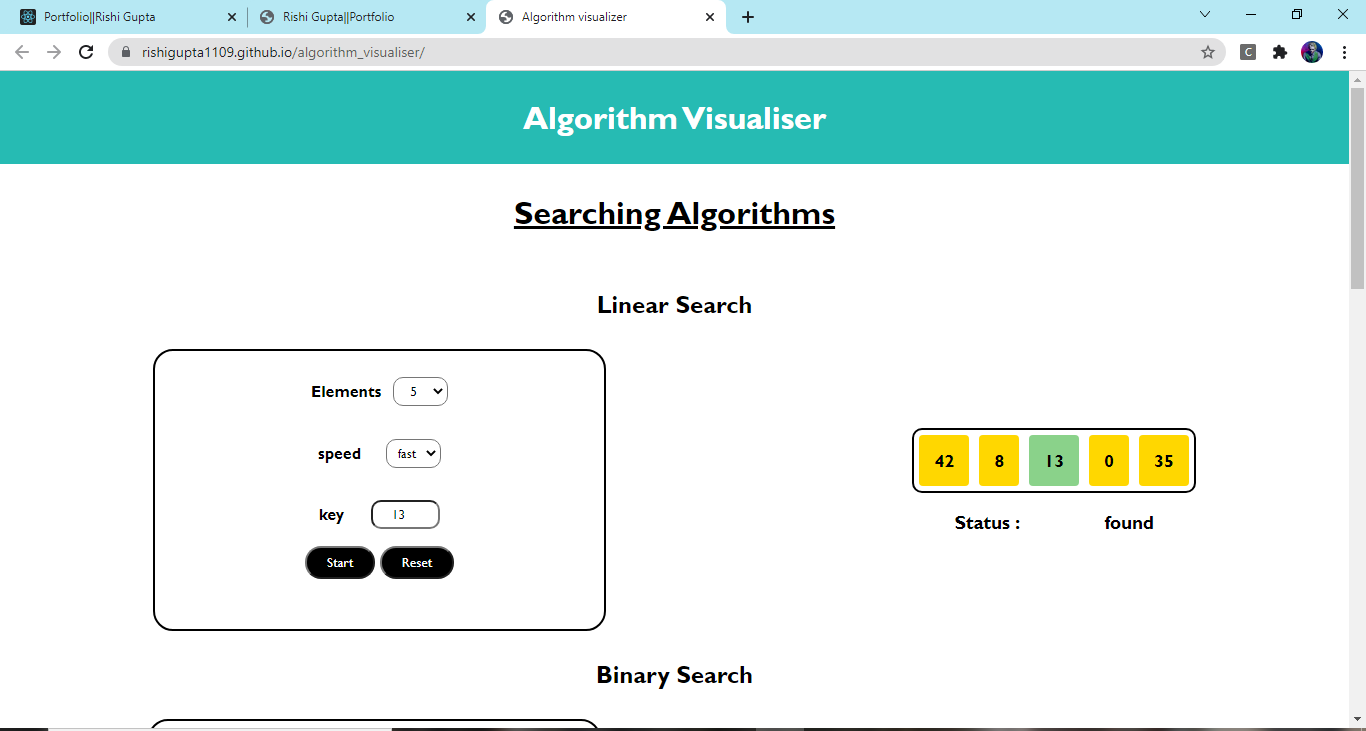 Portfolio||Rishi Gupta
Rishi Gupta||Portfolio
Algorithm visualizer
rishigupta1109.github.io/algorithm_visualiser/
C
Algorithm Visualiser
Searching Algorithms
Linear Search
Elements 5
speed fast
key 13
Start Reset
42 8 13 0 35
Status : found
Binary Search